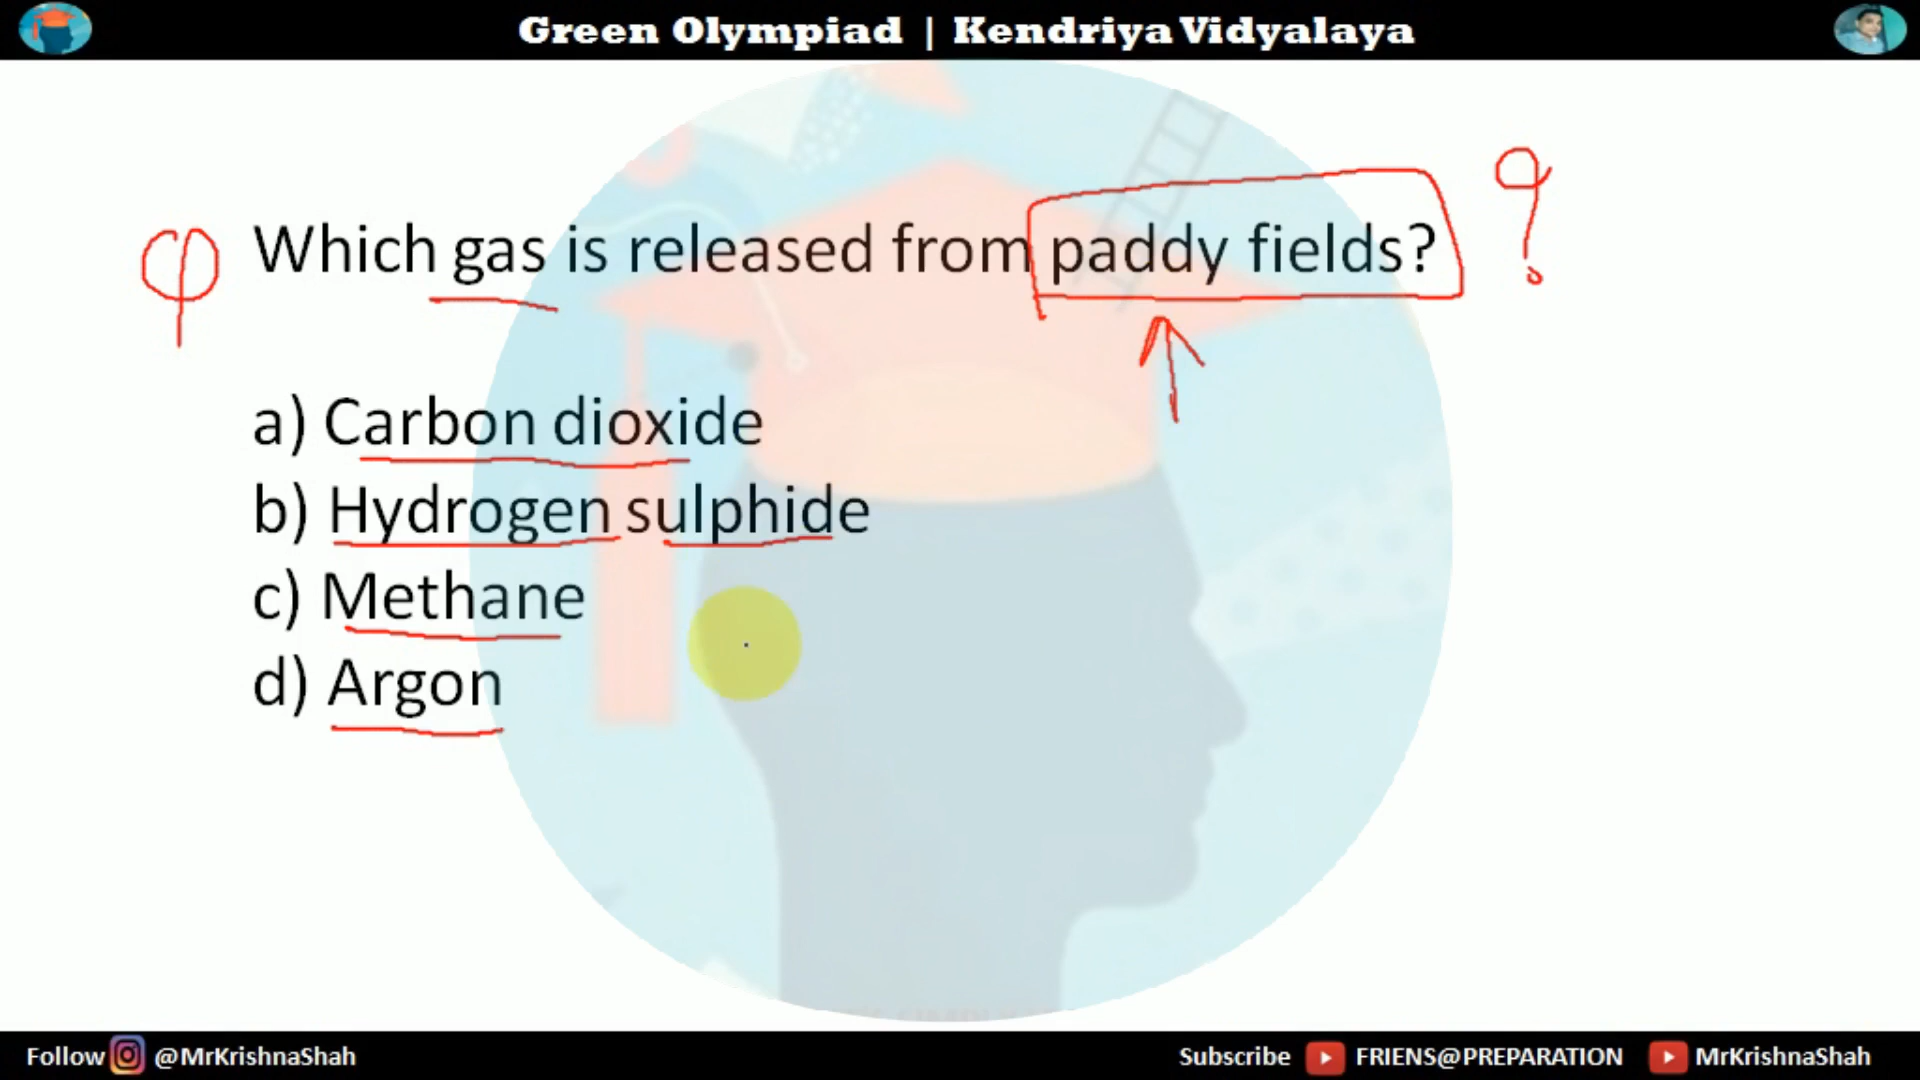 Green Olympiad | Kendriya Vidyalaya
Which gas is released from paddy fields? ?
a) Carbon dioxide
b) Hydrogen sulphide
c) Methane
d) Argon
Follow @MrKrishnaShah Subscribe FRIENS@PREPARATION MrKrishnaShah